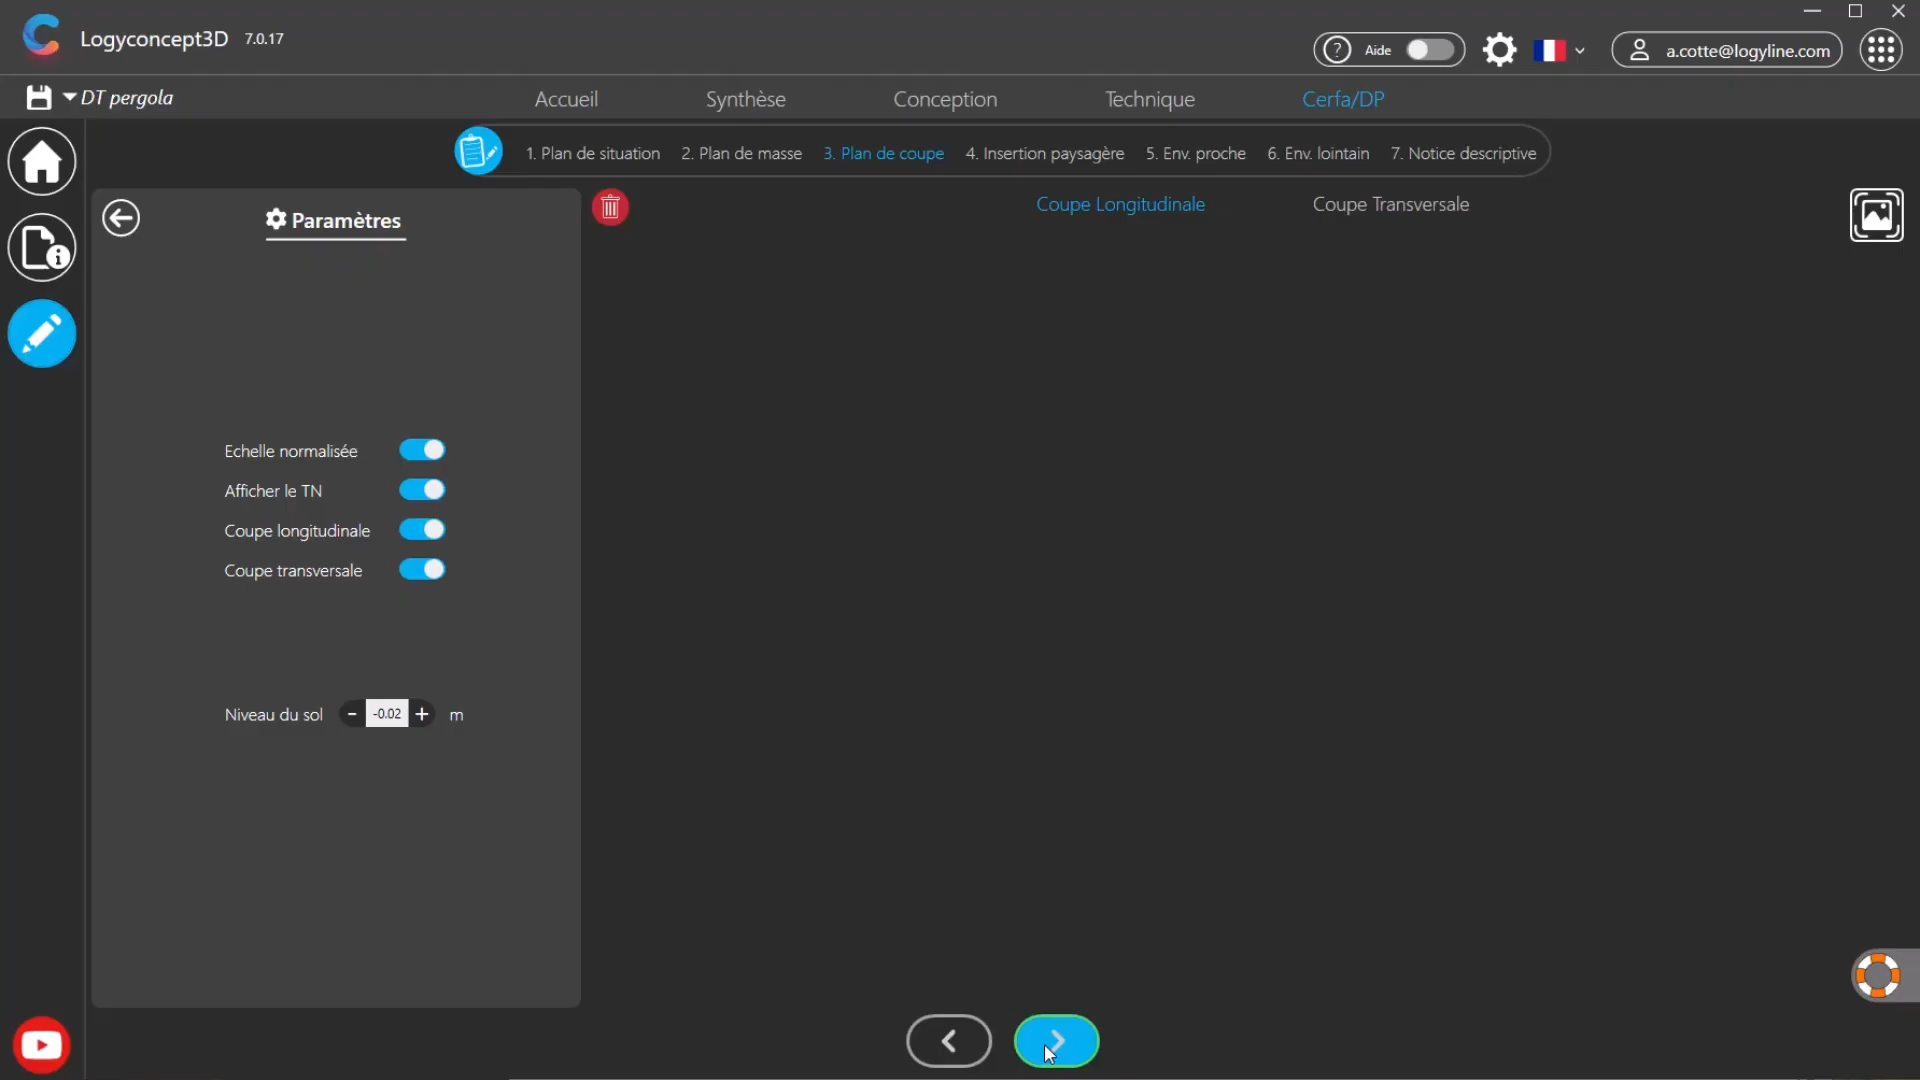 Logyconcept3D 7.0.17
? Aide
a.cotte@logyline.com
DT pergola
Accueil
Synthèse
Conception
Technique
Cerfa/DP
1. Plan de situation
2. Plan de masse
3. Plan de coupe
4. Insertion paysagère
5. Env. proche
6. Env. lointain
7. Notice descriptive
Paramètres
Coupe Longitudinale
Coupe Transversale
Echelle normalisée
Afficher le TN
Coupe longitudinale
Coupe transversale
Niveau du sol - -0.02 + m